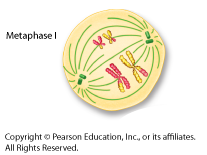 Metaphase I
Copyright © Pearson Education, Inc., or its affiliates.
All Rights Reserved.